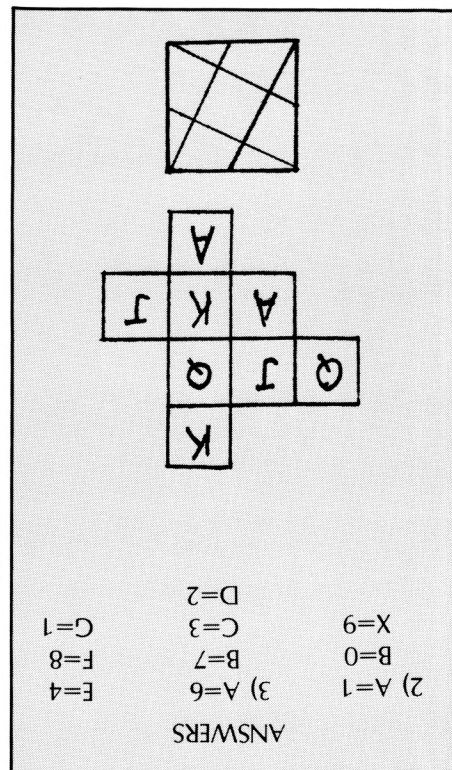 ANSWERS
2) A=1 3) A=6 E=4
B=0 B=7 F=8
X=9 C=3 G=1
D=2
K
Q J Q
A K J
A